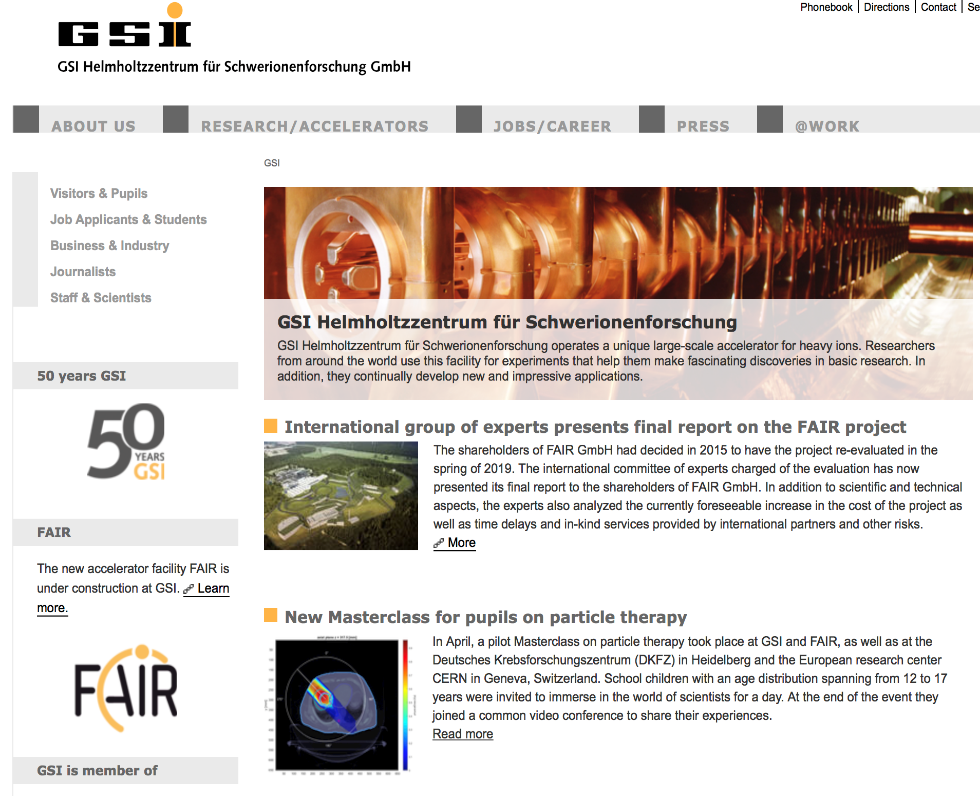 Phonebook | Directions | Contact | Se
GSI
GSI Helmholtzzentrum für Schwerionenforschung GmbH
ABOUT US RESEARCH/ACCELERATORS JOBS/CAREER PRESS @WORK
GSI
Visitors & Pupils
Job Applicants & Students
Business & Industry
Journalists
Staff & Scientists
GSI Helmholtzzentrum für Schwerionenforschung
GSI Helmholtzzentrum für Schwerionenforschung operates a unique large-scale accelerator for heavy ions. Researchers
from around the world use this facility for experiments that help them make fascinating discoveries in basic research. In
addition, they continually develop new and impressive applications.
50 years GSI
50
YEARS
GSI
FAIR
The new accelerator facility FAIR is
under construction at GSI. Learn
more.
FAIR
GSI is member of
International group of experts presents final report on the FAIR project
The shareholders of FAIR GmbH had decided in 2015 to have the project re-evaluated in the
spring of 2019. The international committee of experts charged of the evaluation has now
presented its final report to the shareholders of FAIR GmbH. In addition to scientific and technical
aspects, the experts also analyzed the currently foreseeable increase in the cost of the project as
well as time delays and in-kind services provided by international partners and other risks.
More
New Masterclass for pupils on particle therapy
In April, a pilot Masterclass on particle therapy took place at GSI and FAIR, as well as at the
Deutsches Krebsforschungszentrum (DKFZ) in Heidelberg and the European research center
CERN in Geneva, Switzerland. School children with an age distribution spanning from 12 to 17
years were invited to immerse in the world of scientists for a day. At the end of the event they
joined a common video conference to share their experiences.
Read more